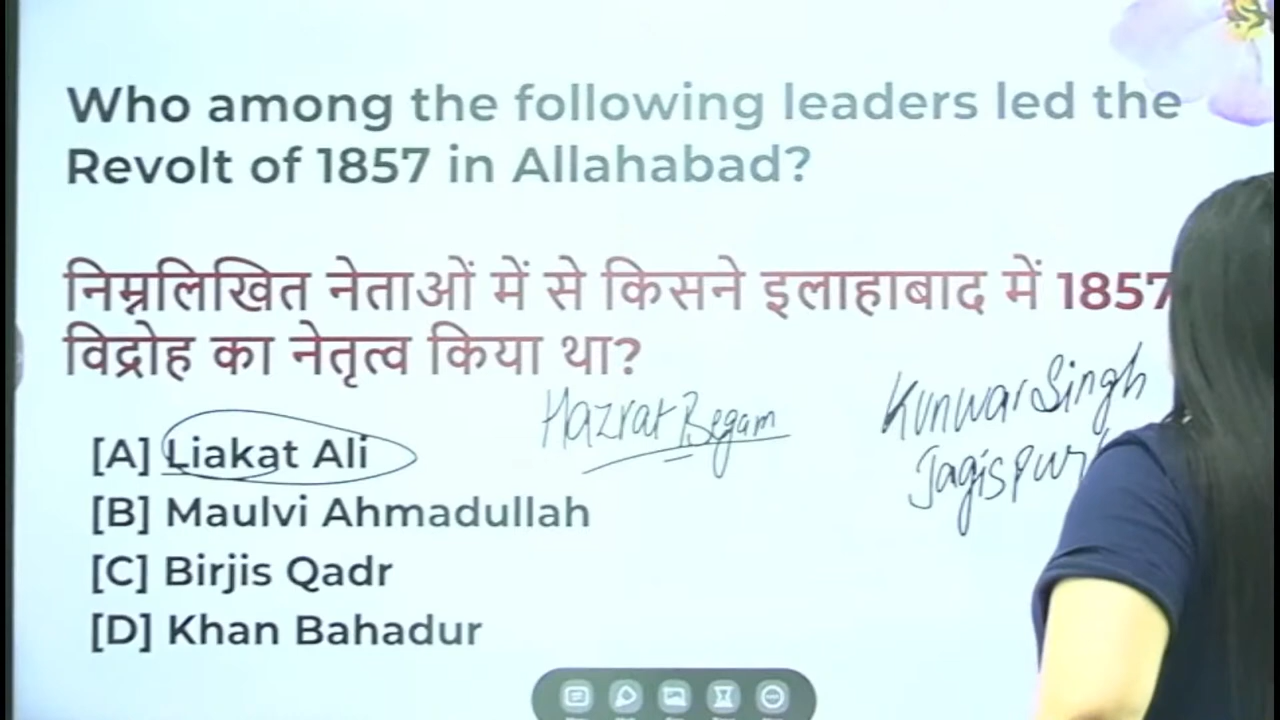 Who among the following leaders led the
Revolt of 1857 in Allahabad?
निम्नलिखित नेताओं में से किसने इलाहाबाद में 1857
विद्रोह का नेतृत्व किया था?
Hazrat Begam
Kunwar Singh
Jagispur
[A] Liakat Ali
[B] Maulvi Ahmadullah
[C] Birjis Qadr
[D] Khan Bahadur